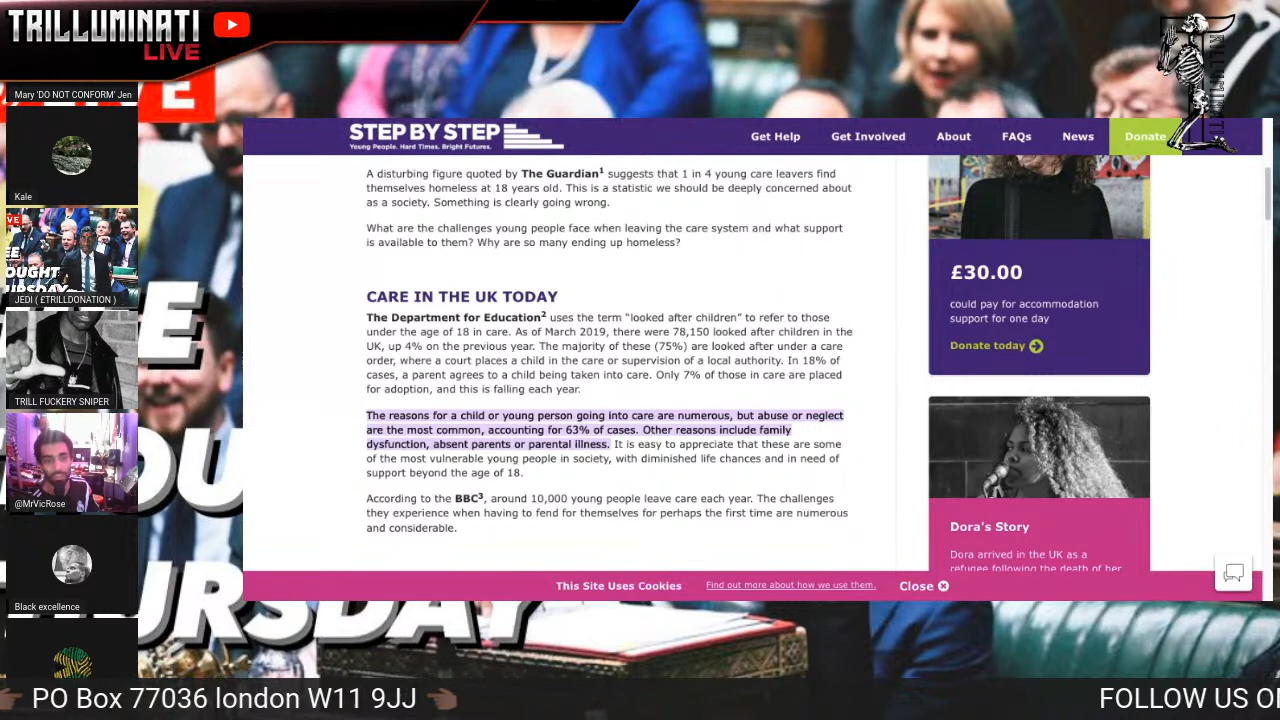 TRILLUMINATI
LIVE
Mary 'DO NOT CONFORM' Jen
Kale
JEDI ( £TRILLDONATION )
TRILL FUCKERY SNIPER
@MrVicRose
Black excellence
STEP BY STEP
Young People. Hard Times. Bright Futures.
Get Help
Get Involved
About
FAQs
News
Donate
A disturbing figure quoted by The Guardian¹ suggests that 1 in 4 young care leavers find
themselves homeless at 18 years old. This is a statistic we should be deeply concerned about
as a society. Something is clearly going wrong.
What are the challenges young people face when leaving the care system and what support
is available to them? Why are so many ending up homeless?
CARE IN THE UK TODAY
The Department for Education² uses the term “looked after children” to refer to those
under the age of 18 in care. As of March 2019, there were 78,150 looked after children in the
UK, up 4% on the previous year. The majority of these (75%) are looked after under a care
order, where a court places a child in the care or supervision of a local authority. In 18% of
cases, a parent agrees to a child being taken into care. Only 7% of those in care are placed
for adoption, and this is falling each year.
The reasons for a child or young person going into care are numerous, but abuse or neglect
are the most common, accounting for 63% of cases. Other reasons include family
dysfunction, absent parents or parental illness. It is easy to appreciate that these are some
of the most vulnerable young people in society, with diminished life chances and in need of
support beyond the age of 18.
According to the BBC³, around 10,000 young people leave care each year. The challenges
they experience when having to fend for themselves for perhaps the first time are numerous
and considerable.
£30.00
could pay for accommodation
support for one day
Donate today
Dora's Story
Dora arrived in the UK as a
refugee following the death of her
This Site Uses Cookies
Find out more about how we use them.
Close
URSDAY
PO Box 77036 london W11 9JJ
FOLLOW US O